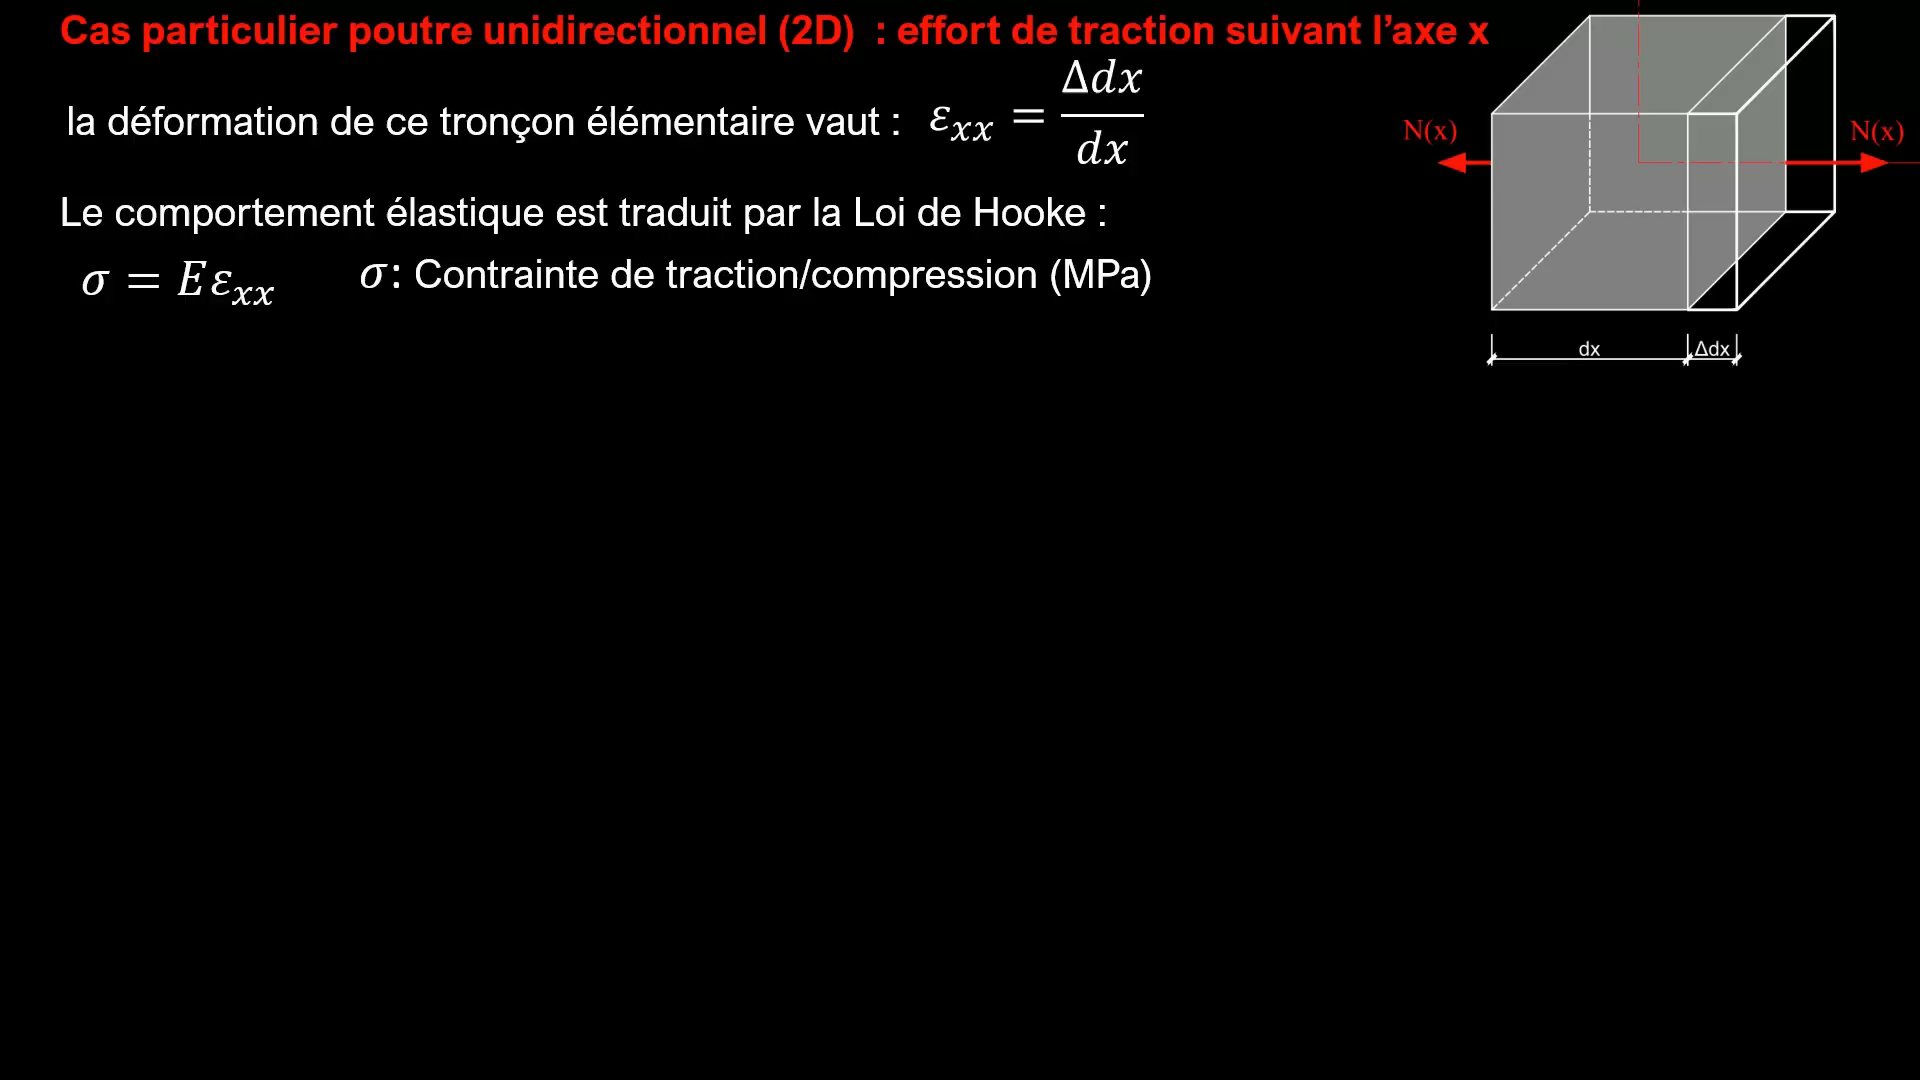 Cas particulier poutre unidirectionnel (2D) : effort de traction suivant l’axe x
la déformation de ce tronçon élémentaire vaut : εxx = Δdx / dx
Le comportement élastique est traduit par la Loi de Hooke :
σ = Eεxx
σ: Contrainte de traction/compression (MPa)
N(x)
N(x)
dx
Δdx